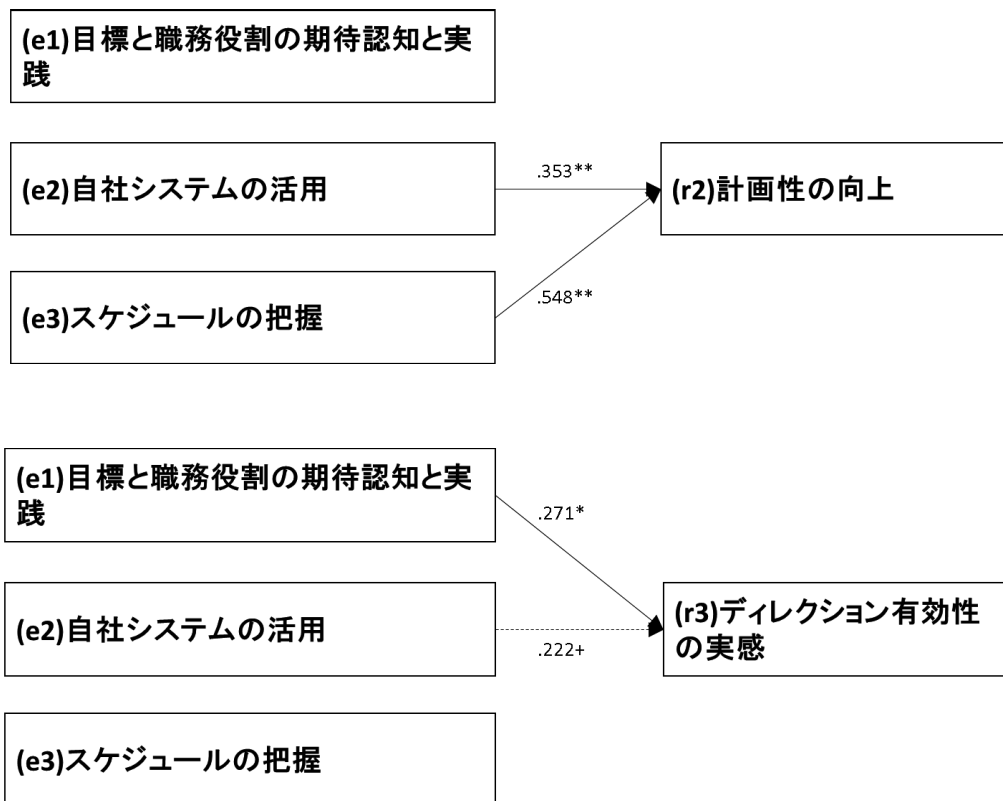 (e1)目標と職務役割の期待認知と実
践
(e2)自社システムの活用
.353**
(r2)計画性の向上
(e3)スケジュールの把握
.548**
(e1)目標と職務役割の期待認知と実
践
.271*
(e2)自社システムの活用
.222+
(r3)ディレクション有効性
の実感
(e3)スケジュールの把握